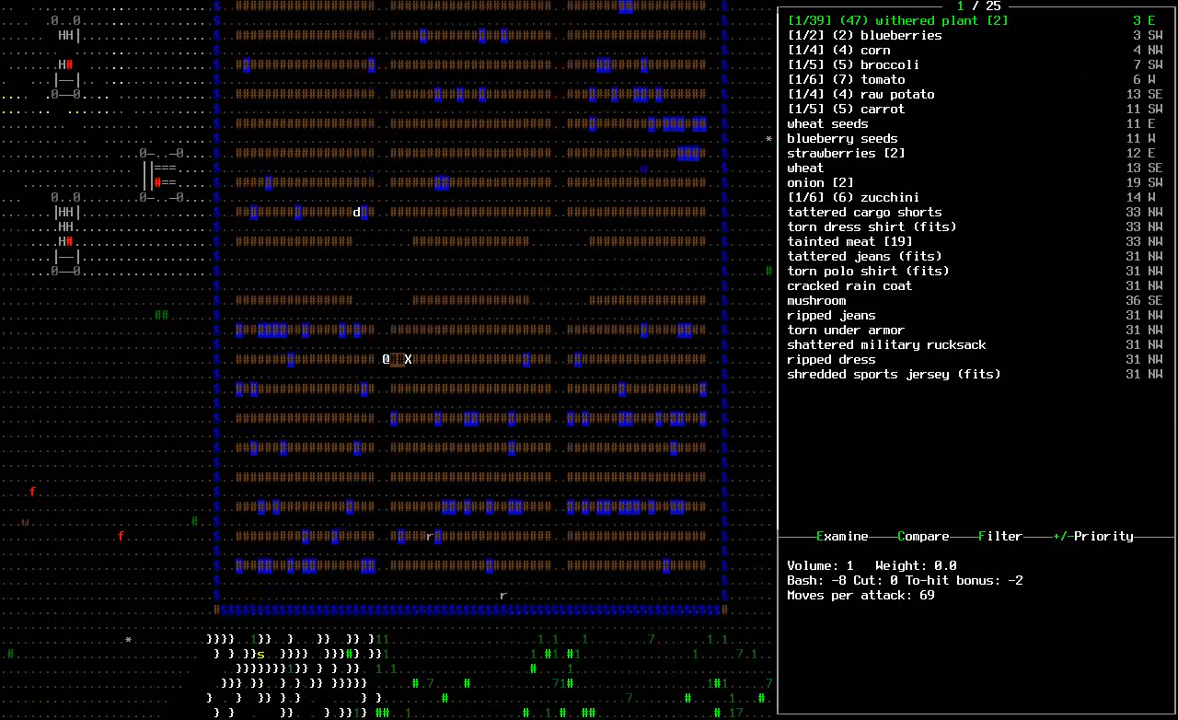 1 / 25
[1/39] (47) withered plant [2] 3 E
[1/2] (2) blueberries 3 SW
[1/4] (4) corn 4 NW
[1/5] (5) broccoli 7 SW
[1/6] (7) tomato 6 W
[1/4] (4) raw potato 13 SE
[1/5] (5) carrot 11 SW
wheat seeds 11 E
blueberry seeds 11 W
strawberries [2] 12 E
wheat 13 SE
onion [2] 19 SW
[1/6] (6) zucchini 14 W
tattered cargo shorts 33 NW
torn dress shirt (fits) 33 NW
tainted meat [19] 33 NW
tattered jeans (fits) 31 NW
torn polo shirt (fits) 31 NW
cracked rain coat 31 NW
mushroom 36 SE
ripped jeans 31 NW
torn under armor 31 NW
shattered military rucksack 31 NW
ripped dress 31 NW
shredded sports jersey (fits) 31 NW
Examine Compare Filter +/-Priority
Volume: 1 Weight: 0.0
Bash: -8 Cut: 0 To-hit bonus: -2
Moves per attack: 69